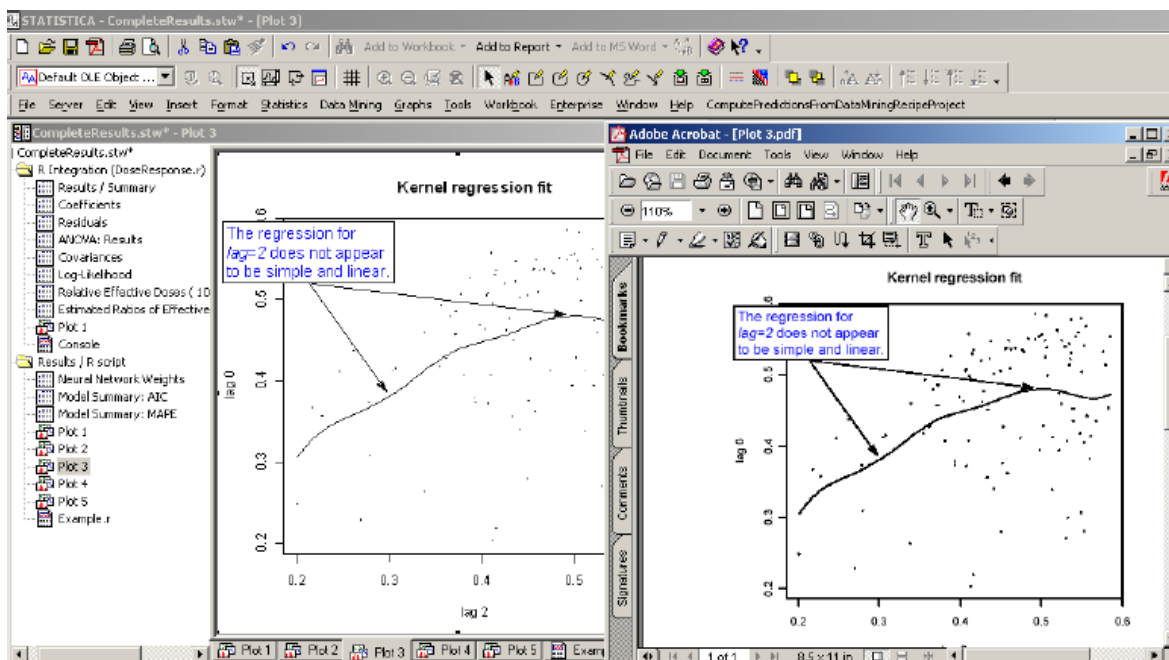 STATISTICA - CompleteResults.stw* - [Plot 3]
Add to Workbook Add to Report Add to MS Word
Default OLE Object ...
File Server Edit View Insert Format Statistics Data Mining Graphs Tools Workbook Enterprise Window Help ComputePredictionsFromDataMiningRecipeProject
CompleteResults.stw* - Plot 3
CompleteResults.stw*
R Integration (DoseResponse.r)
Results / Summary
Coefficients
Residuals
ANOVA: Results
Covariances
Log-Likelihood
Relative Effective Doses ( 10
Estimated Ratios of Effective
Plot 1
Console
Results / R script
Neural Network Weights
Model Summary: AIC
Model Summary: MAPE
Plot 1
Plot 2
Plot 3
Plot 4
Plot 5
Example.r
Kernel regression fit
The regression for
lag=2 does not appear
to be simple and linear.
0.6
0.5
0.4
0.3
0.2
lag 0
0.2 0.3 0.4 0.5
lag 2
Plot 1 Plot 2 Plot 3 Plot 4 Plot 5 Exam
Adobe Acrobat - [Plot 3.pdf]
File Edit Document Tools View Window Help
110%
Bookmarks
Thumbnails
Comments
Signatures
Kernel regression fit
The regression for
lag=2 does not appear
to be simple and linear.
0.5
0.4
0.3
0.2
lag 0
0.2 0.3 0.4 0.5 0.6
1 of 1 8.5 x 11 in